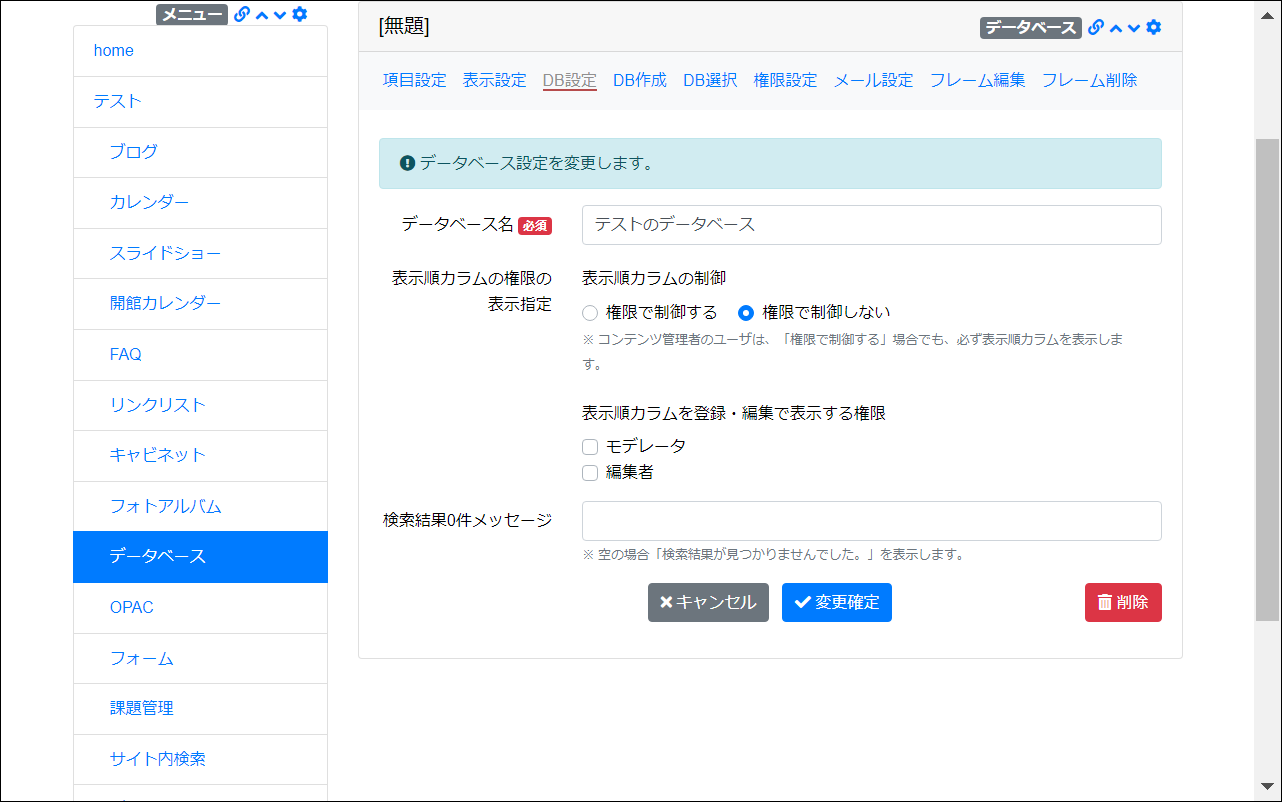 メニュー
home
テスト
ブログ
カレンダー
スライドショー
開館カレンダー
FAQ
リンクリスト
キャビネット
フォトアルバム
データベース
OPAC
フォーム
課題管理
サイト内検索
[無題]
データベース
項目設定 表示設定 DB設定 DB作成 DB選択 権限設定 メール設定 フレーム編集 フレーム削除
データベース設定を変更します。
データベース名 必須
テストのデータベース
表示順カラムの権限の
表示指定
表示順カラムの制御
権限で制御する 権限で制御しない
※ コンテンツ管理者のユーザは、「権限で制御する」場合でも、必ず表示順カラムを表示しま
す。
表示順カラムを登録・編集で表示する権限
モデレータ
編集者
検索結果0件メッセージ
※ 空の場合「検索結果が見つかりませんでした。」を表示します。
キャンセル 変更確定 削除